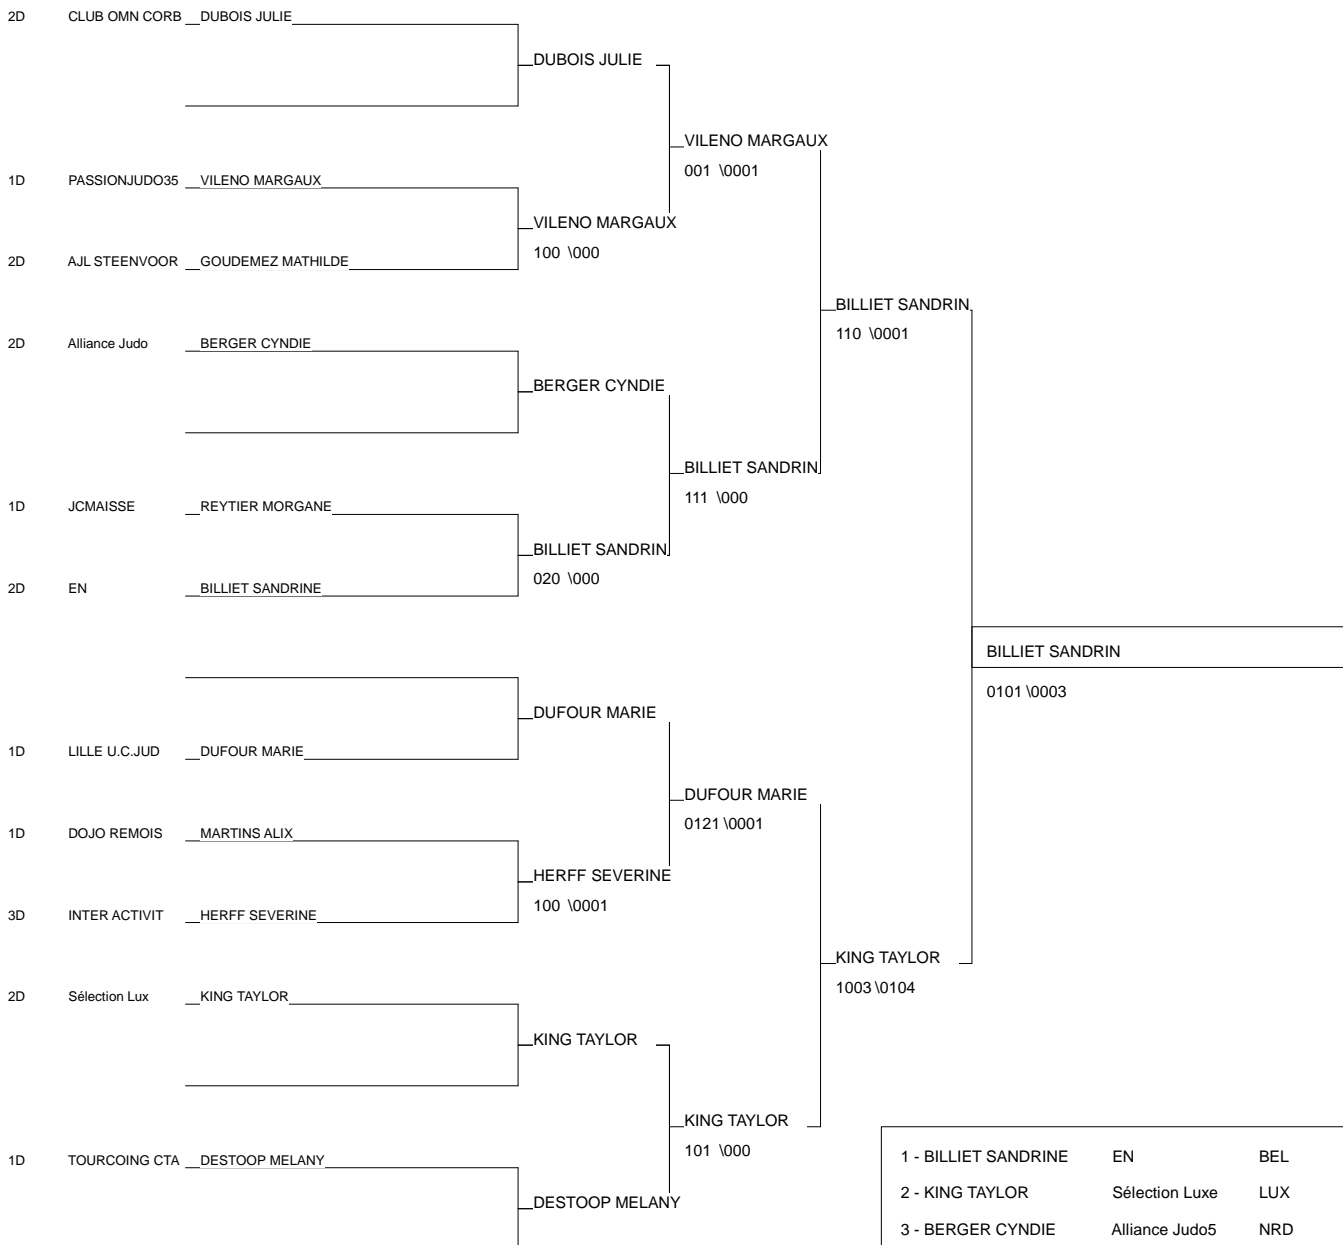 2D CLUB OMN CORB DUBOIS JULIE
DUBOIS JULIE
VILENO MARGAUX
001 \0001
1D PASSIONJUDO35 VILENO MARGAUX
VILENO MARGAUX
100 \000
2D AJL STEENVOOR GOUDEMEZ MATHILDE
BILLIET SANDRIN
110 \0001
2D Alliance Judo BERGER CYNDIE
BERGER CYNDIE
BILLIET SANDRIN
111 \000
1D JCMAISSE REYTIER MORGANE
BILLIET SANDRIN
020 \000
2D EN BILLIET SANDRINE
BILLIET SANDRIN
0101 \0003
DUFOUR MARIE
1D LILLE U.C.JUD DUFOUR MARIE
DUFOUR MARIE
0121 \0001
1D DOJO REMOIS MARTINS ALIX
HERFF SEVERINE
100 \0001
3D INTER ACTIVIT HERFF SEVERINE
KING TAYLOR
1003 \0104
2D Sélection Lux KING TAYLOR
KING TAYLOR
KING TAYLOR
101 \000
1D TOURCOING CTA DESTOOP MELANY
DESTOOP MELANY
1 - BILLIET SANDRINE EN BEL
2 - KING TAYLOR Sélection Luxe LUX
3 - BERGER CYNDIE Alliance Judo5 NRD